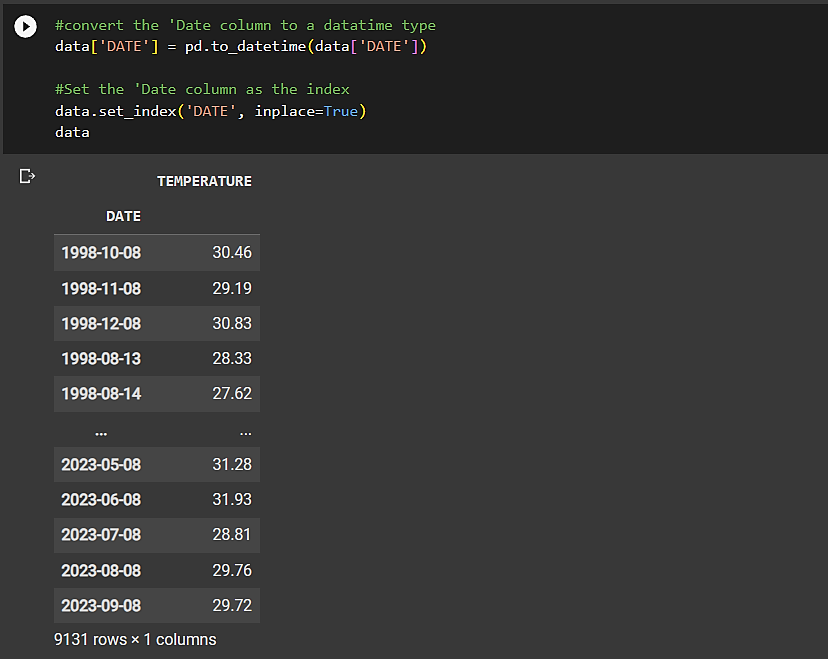 #convert the 'Date column to a datatime type
data['DATE'] = pd.to_datetime(data['DATE'])
#Set the 'Date column as the index
data.set_index('DATE', inplace=True)
data
TEMPERATURE
DATE
1998-10-08 30.46
1998-11-08 29.19
1998-12-08 30.83
1998-08-13 28.33
1998-08-14 27.62
... ...
2023-05-08 31.28
2023-06-08 31.93
2023-07-08 28.81
2023-08-08 29.76
2023-09-08 29.72
9131 rows × 1 columns